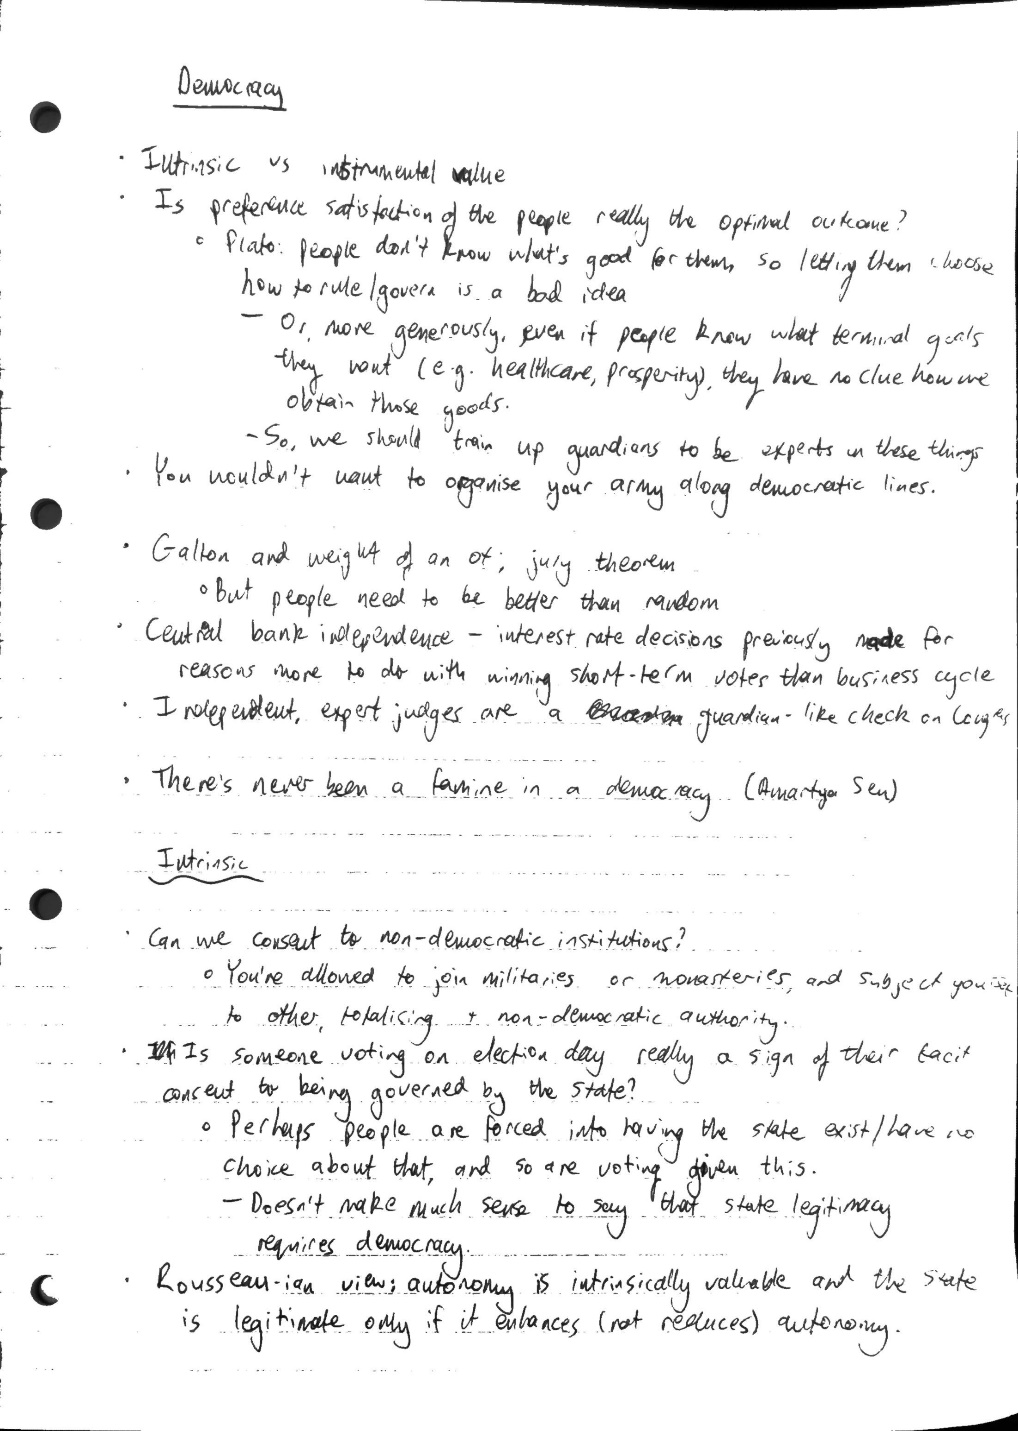 Democracy
· Intrinsic vs instrumental value
· Is preference satisfaction of the people really the optimal outcome?
o Plato: people don't know what's good for them, so letting them choose
how to rule/govern is a bad idea
- Or, more generously, even if people know what terminal goals
they want (e.g. healthcare, prosperity), they have no clue how we
obtain those goods.
- So, we should train up guardians to be experts in these things
· You wouldn't want to organise your army along democratic lines.
· Galton and weight of an ox; jury theorem
o But people need to be better than random
· Central bank independence - interest rate decisions previously made for
reasons more to do with winning short-term votes than business cycle
· Independent, expert judges are a guardian-like check on
· There's never been a famine in a democracy (Amartya Sen)
Intrinsic
· Can we consent to non-democratic institutions?
o You're allowed to join militaries or monasteries, and subject
to other, totalising + non-democratic authority.
· Is someone voting on election day really a sign of their tacit
consent to being governed by the state?
o Perhaps people are forced into having the state exist/have no
choice about that, and so are voting given this.
- Doesn't make much sense to say that state legitimacy
requires democracy.
· Rousseau-ian view: autonomy is intrinsically valuable and the state
is legitimate only if it enhances (not reduces) autonomy.